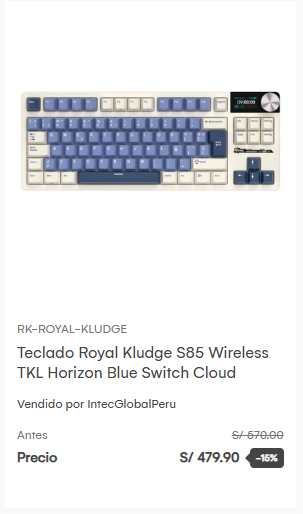 RK-ROYAL-KLUDGE
Teclado Royal Kludge S85 Wireless
TKL Horizon Blue Switch Cloud
Vendido por IntecGlobalPeru
Antes S/ 570.00
Precio S/ 479.90 -15%